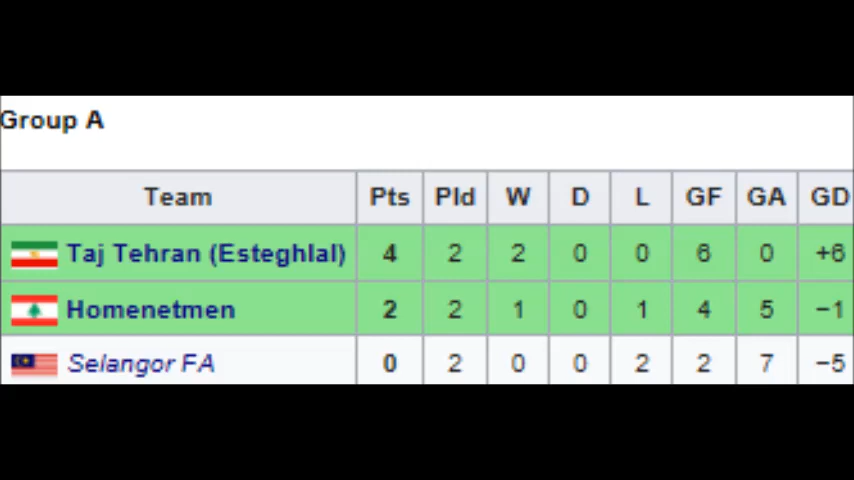 Group A
Team Pts Pld W D L GF GA GD
Taj Tehran (Esteghlal) 4 2 2 0 0 6 0 +6
Homenetmen 2 2 1 0 1 4 5 −1
Selangor FA 0 2 0 0 2 2 7 −5